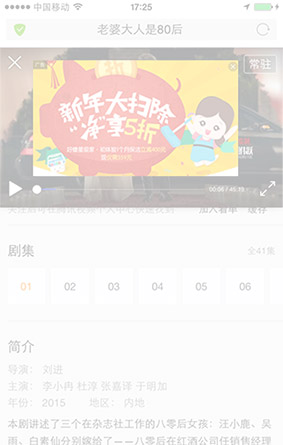 中国移动
17:25
老婆大人是80后
广告
常驻
新年大扫除
“净”享5折
00:06 / 45:19
加入看单 缓存
剧集
全41集
01 02 03 04 05 06
简介
导演： 刘进
主演： 李小冉 杜淳 张嘉译 于明加
年份： 2015 地区： 内地
本剧讲述了三个在杂志社工作的八零后女孩：汪小鹿、吴
雨、白素仙分别嫁给了——八零后在红酒公司任销售经理